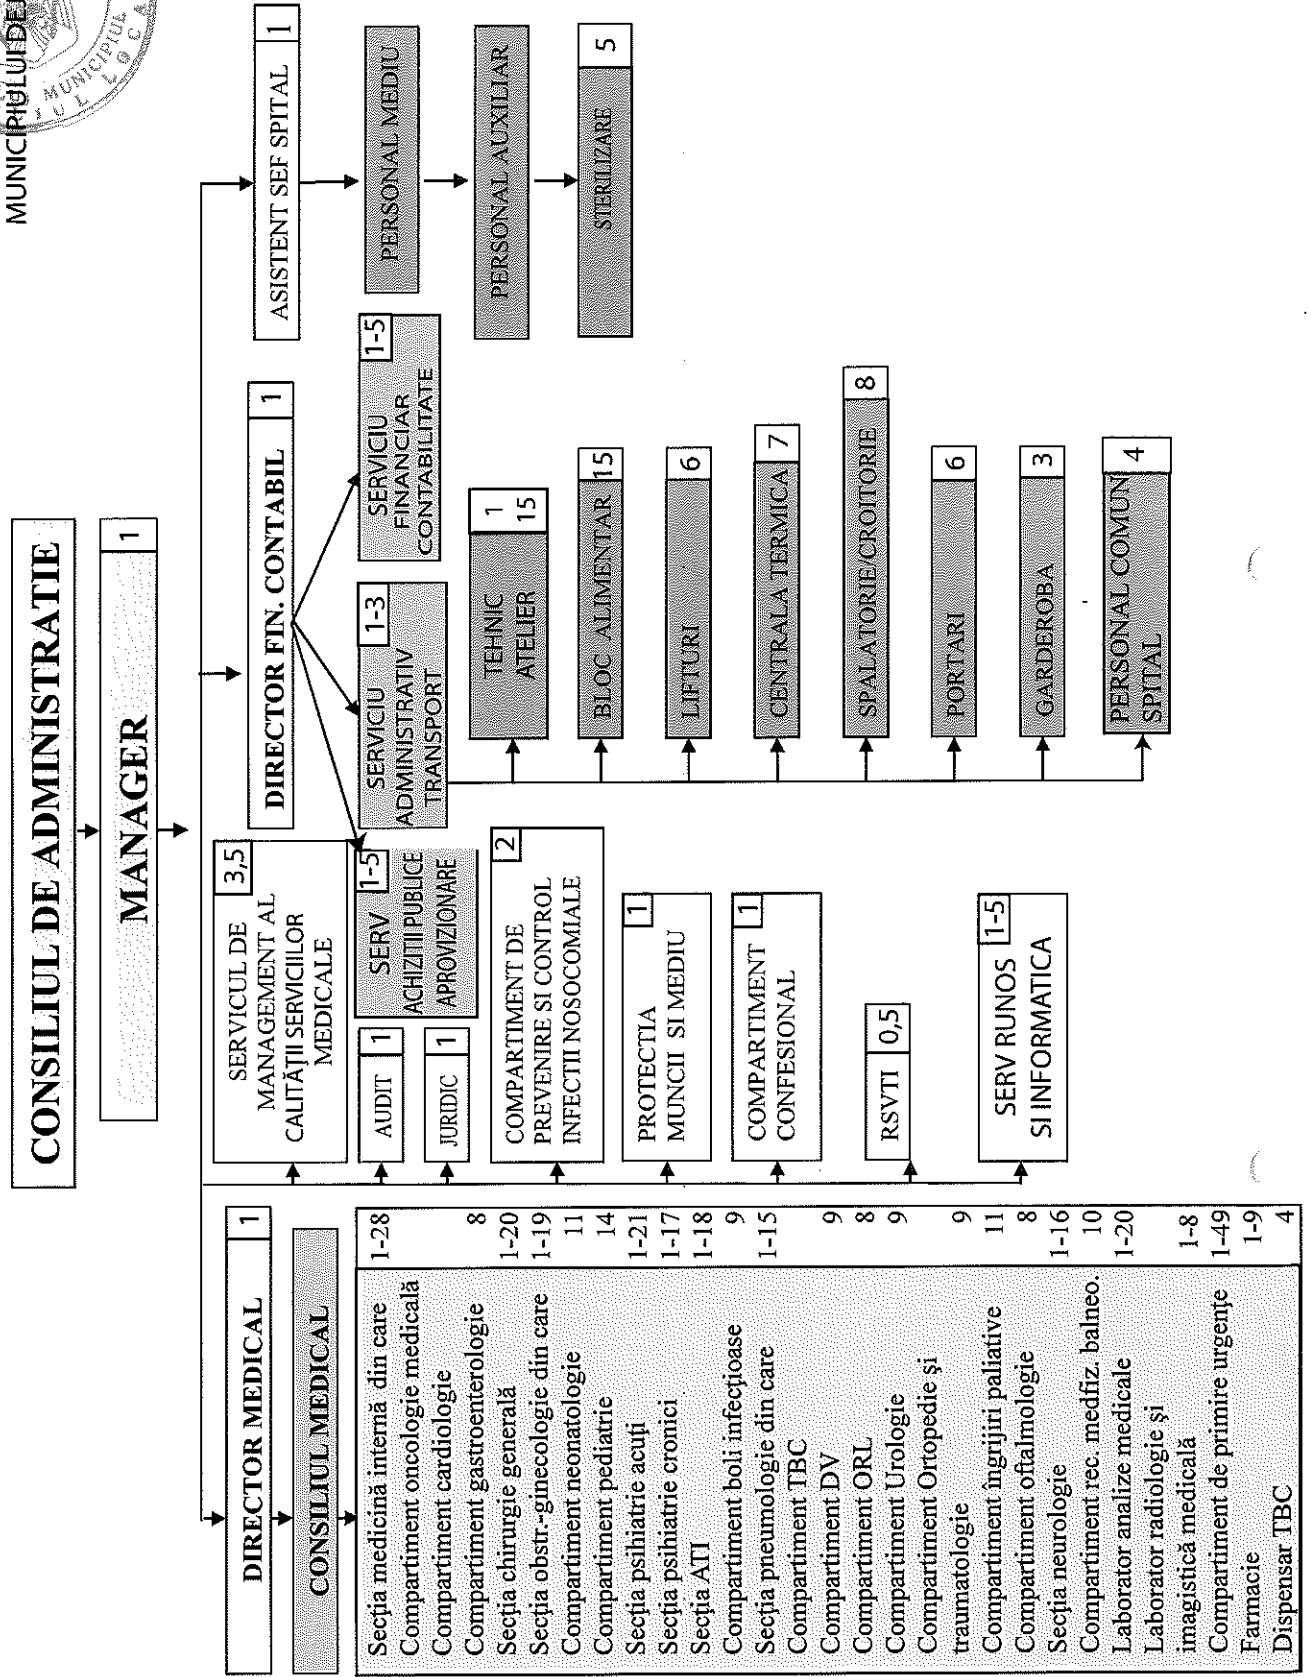 MUNICIPIULUI DEJ
MUNICIPIUL
CONSILIUL DE ADMINISTRATIE
MANAGER 1
DIRECTOR MEDICAL 1
CONSILIUL MEDICAL
Secția medicină internă din care 1-28
Compartiment oncologie medicală
Compartiment cardiologie
Compartiment gastroenterologie 8
Secția chirurgie generală 1-20
Secția obstr.-ginecologie din care 1-19
Compartiment neonatologie 11
Compartiment pediatrie 14
Secția psihiatrie acuți 1-21
Secția psihiatrie cronici 1-17
Secția ATI 1-18
Compartiment boli infecțioase 9
Secția pneumologie din care 1-15
Compartiment TBC
Compartiment DV 9
Compartiment ORL 8
Compartiment Urologie 9
Compartiment Ortopedie și
traumatologie 9
Compartiment îngrijiri paliative 11
Compartiment oftalmologie 8
Secția neurologie 1-16
Compartiment rec. medfiz. balneo. 10
Laborator analize medicale 1-20
Laborator radiologie și
imagistică medicală 1-8
Compartiment de primire urgențe 1-49
Farmacie 1-9
Dispensar TBC 4
SERVICUL DE 3,5
MANAGEMENT AL
CALITĂȚII SERVICIILOR
MEDICALE
AUDIT 1
JURIDIC 1
COMPARTIMENT DE 2
PREVENIRE SI CONTROL
INFECTII NOSOCOMIALE
PROTECTIA 1
MUNCII SI MEDIU
COMPARTIMENT 1
CONFESIONAL
RSVTI 0,5
SERV RUNOS 1-5
SI INFORMATICA
DIRECTOR FIN. CONTABIL 1
SERV 1-5
ACHIZITII PUBLICE
APROVIZIONARE
SERVICIU 1-3
ADMINISTRATIV
TRANSPORT
SERVICIU 1-5
FINANCIAR
CONTABILITATE
TEHNIC 1
ATELIER 15
BLOC ALIMENTAR 15
LIFTURI 6
CENTRALA TERMICA 7
SPALATORIE/CROITORIE 8
PORTARI 6
GARDEROBA 3
PERSONAL COMUN 4
SPITAL
ASISTENT SEF SPITAL 1
PERSONAL MEDIU
PERSONAL AUXILIAR
STERILIZARE 5